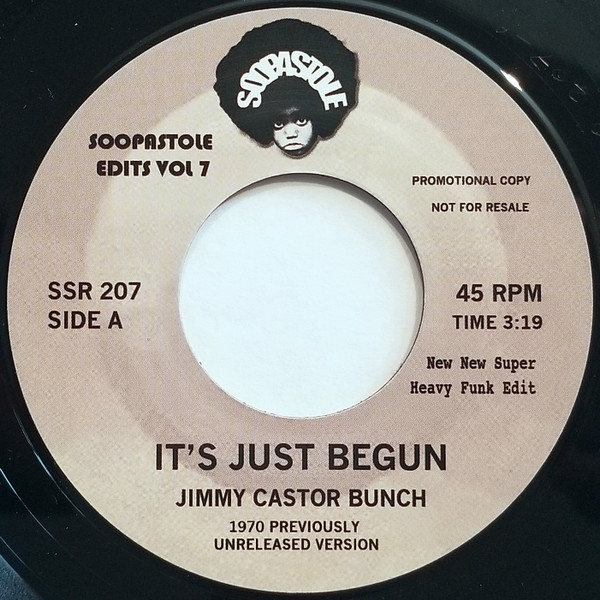 SOOPASTOLE
SOOPASTOLE
EDITS VOL 7
PROMOTIONAL COPY
NOT FOR RESALE
SSR 207
SIDE A
45 RPM
TIME 3:19
New New Super
Heavy Funk Edit
IT'S JUST BEGUN
JIMMY CASTOR BUNCH
1970 PREVIOUSLY
UNRELEASED VERSION